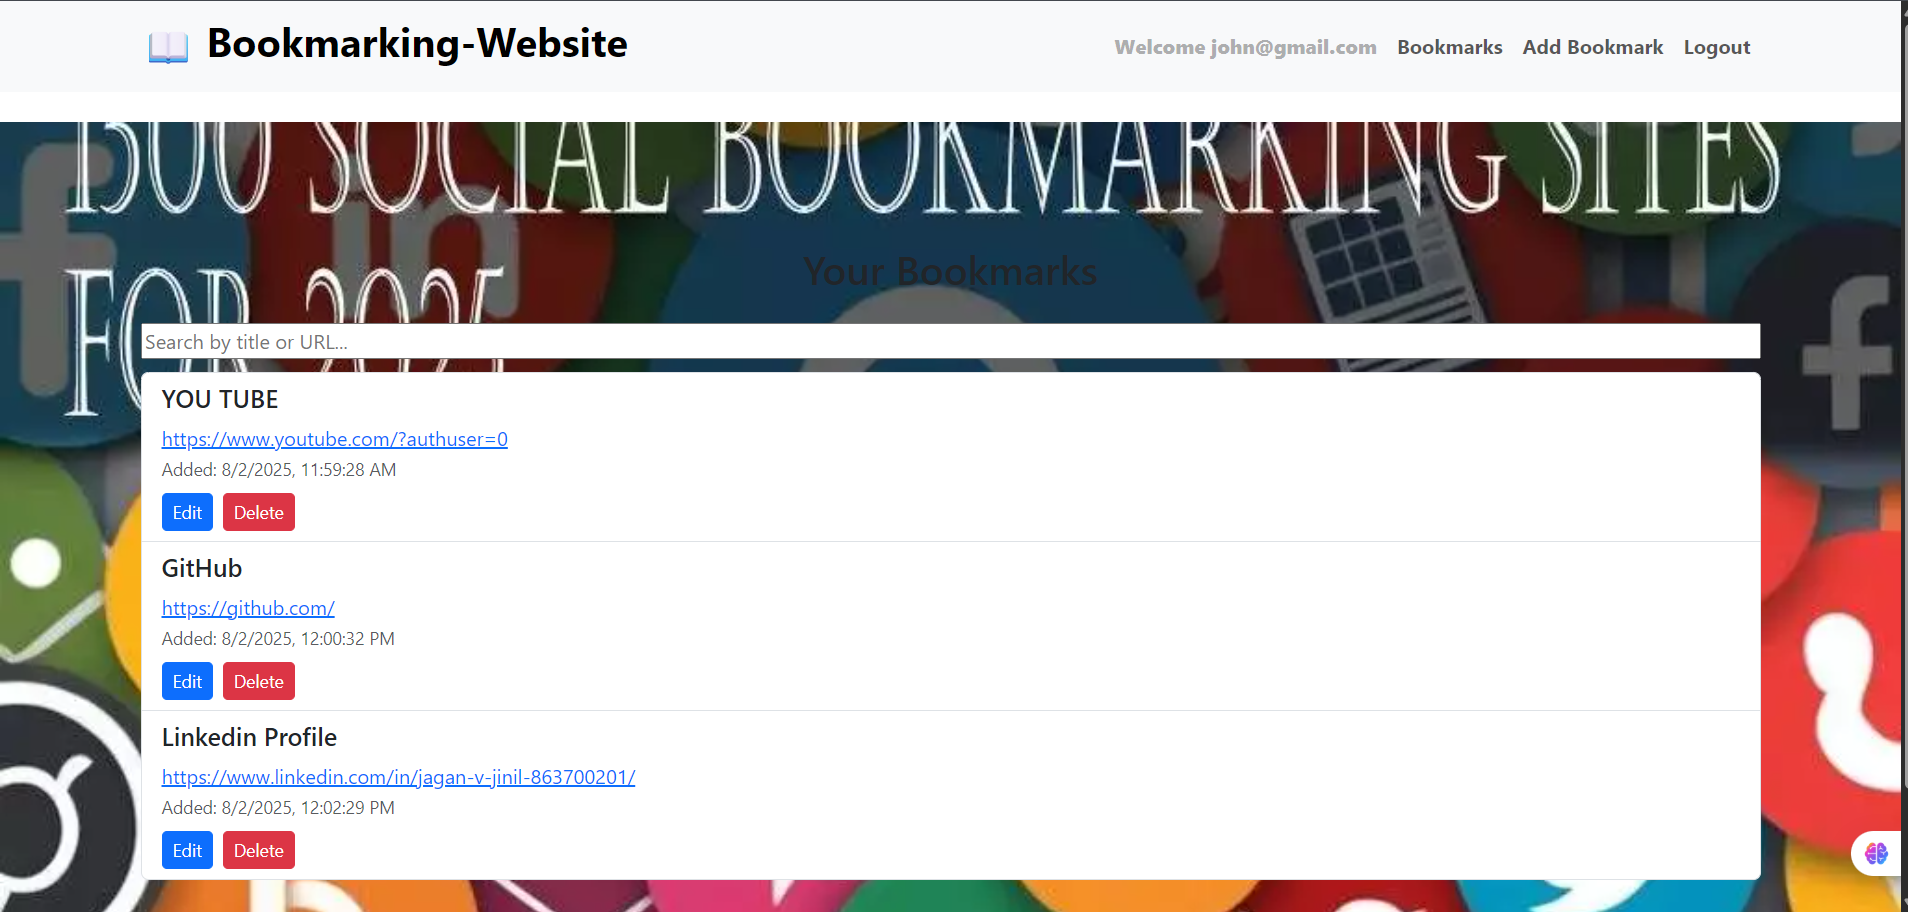 Bookmarking-Website
Welcome john@gmail.com Bookmarks Add Bookmark Logout
1500 SOCIAL BOOKMARKING SITES
FOR 2025
in
Your Bookmarks
Search by title or URL...
YOU TUBE
https://www.youtube.com/?authuser=0
Added: 8/2/2025, 11:59:28 AM
Edit Delete
GitHub
https://github.com/
Added: 8/2/2025, 12:00:32 PM
Edit Delete
Linkedin Profile
https://www.linkedin.com/in/jagan-v-jinil-863700201/
Added: 8/2/2025, 12:02:29 PM
Edit Delete